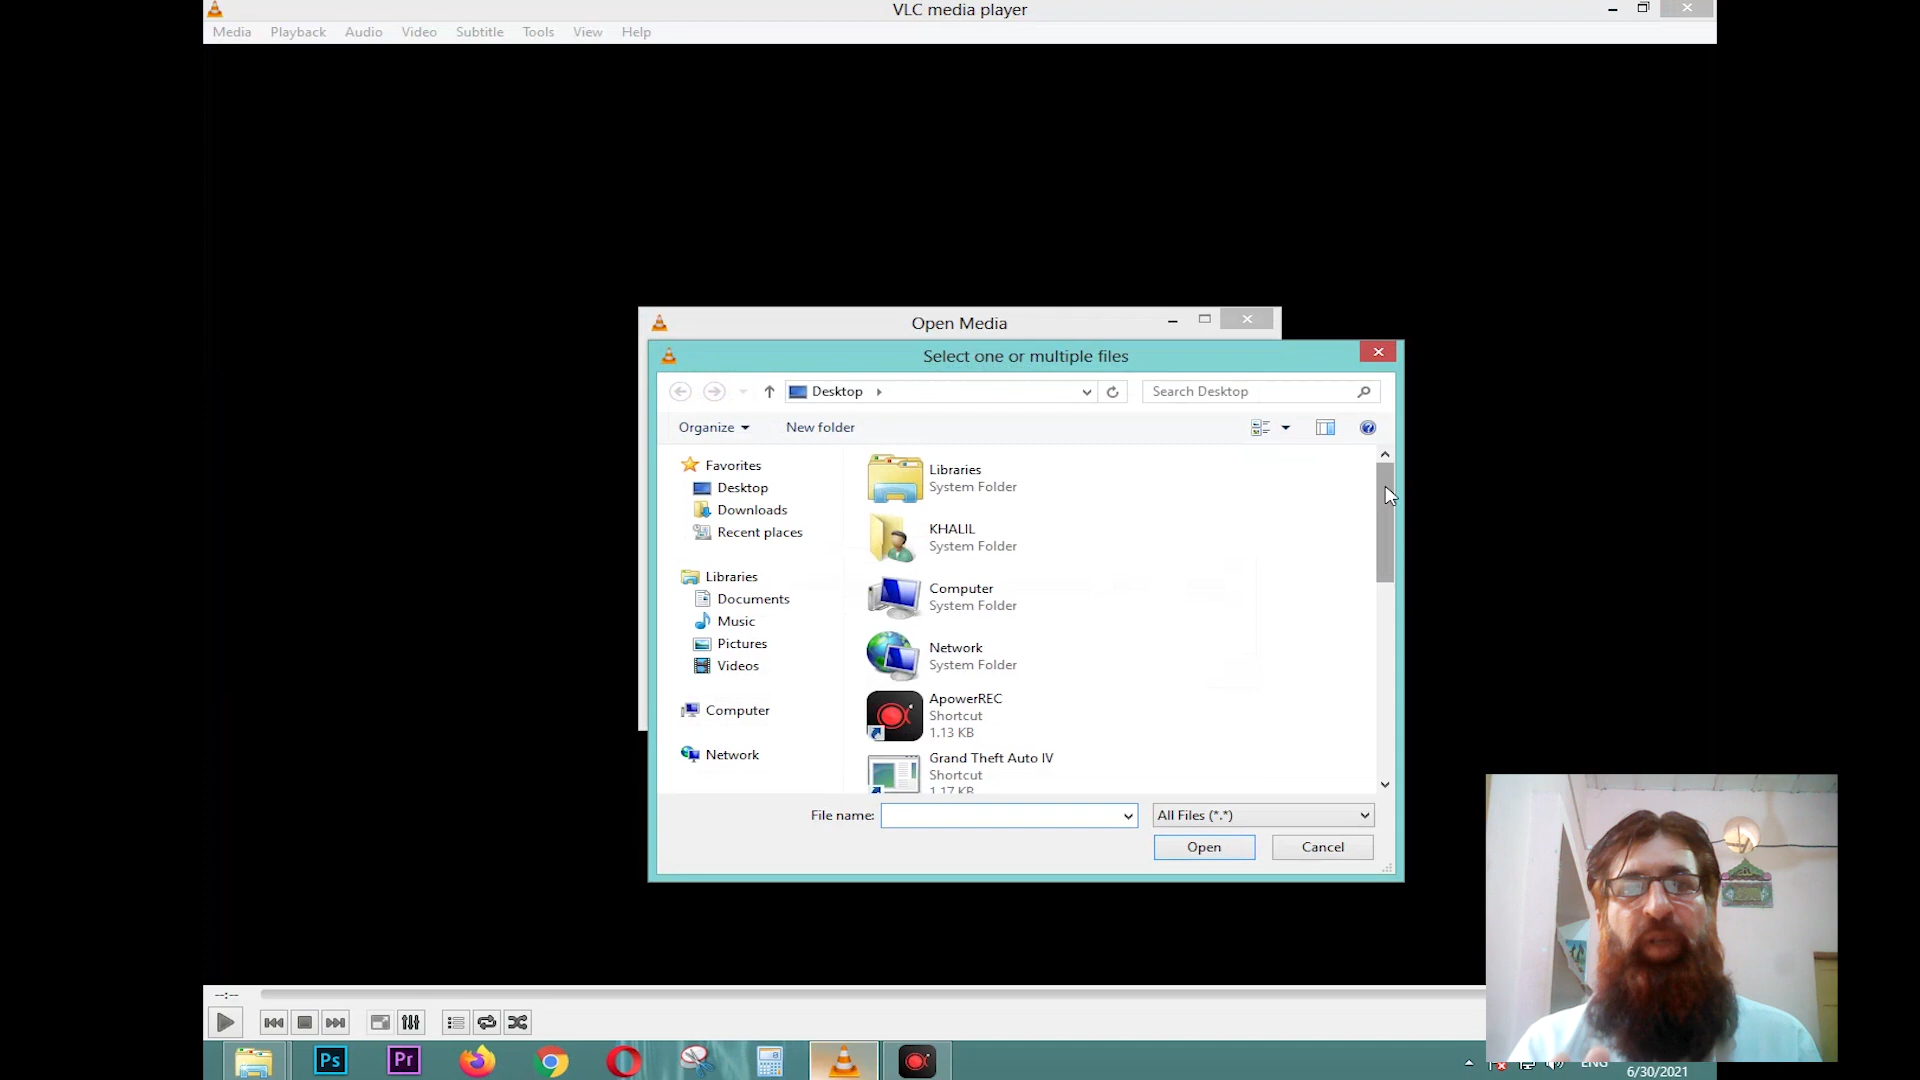 VLC media player
Media Playback Audio Video Subtitle Tools View Help
Open Media
Select one or multiple files
Desktop
Search Desktop
Organize
New folder
Favorites
Desktop
Downloads
Recent places
Libraries
Documents
Music
Pictures
Videos
Computer
Network
Libraries
System Folder
KHALIL
System Folder
Computer
System Folder
Network
System Folder
ApowerREC
Shortcut
1.13 KB
Grand Theft Auto IV
Shortcut
1.17 KB
File name:
All Files (*.*)
Open
Cancel
--:--
Ps
Pr
ENG
6/30/2021